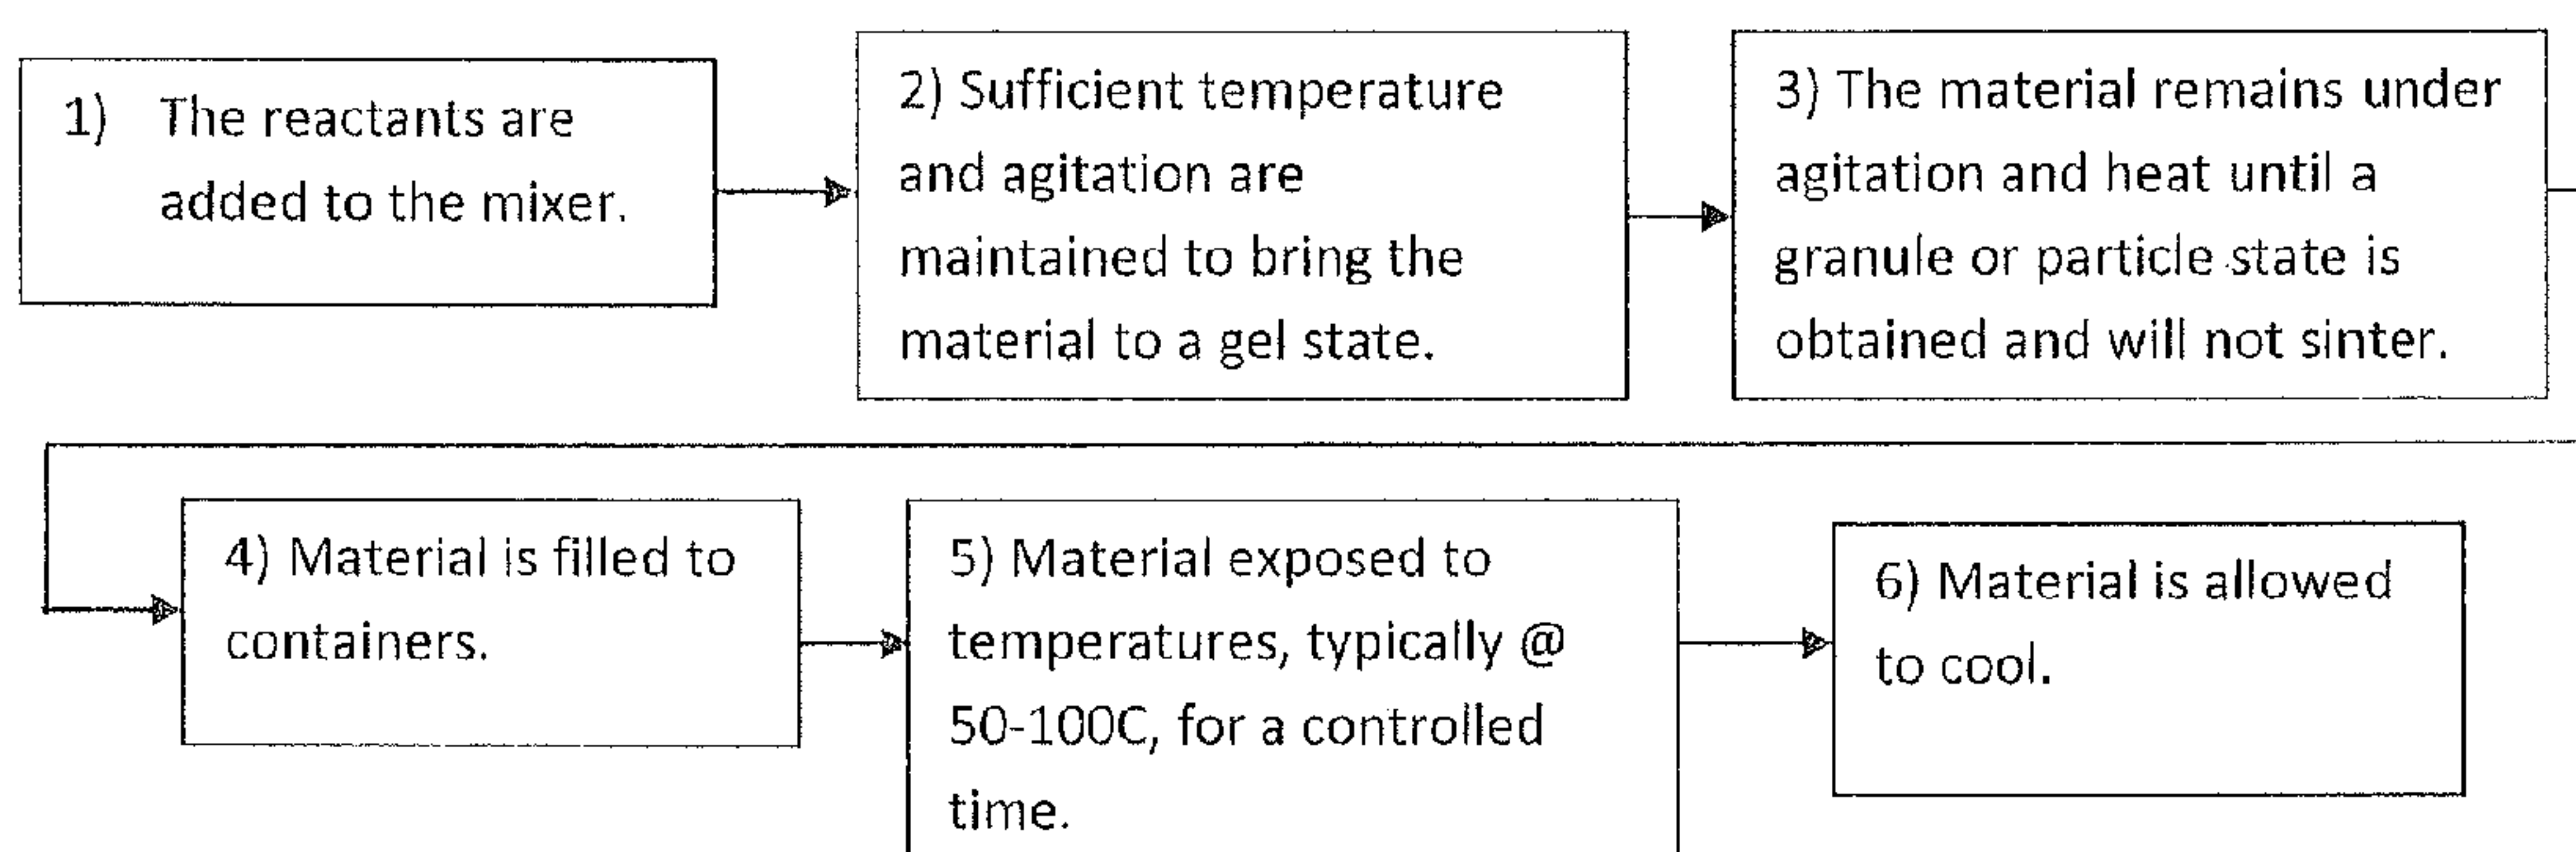 1) The reactants are
added to the mixer.
2) Sufficient temperature
and agitation are
maintained to bring the
material to a gel state.
3) The material remains under
agitation and heat until a
granule or particle state is
obtained and will not sinter.
4) Material is filled to
containers.
5) Material exposed to
temperatures, typically @
50-100C, for a controlled
time.
6) Material is allowed
to cool.